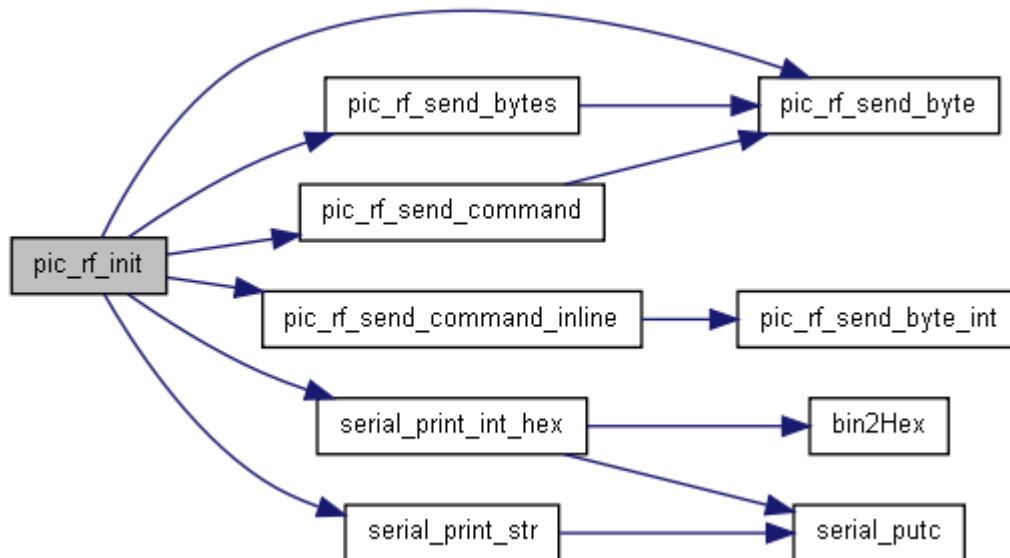 pic_rf_send_bytes
pic_rf_send_byte
pic_rf_send_command
pic_rf_init
pic_rf_send_command_inline
pic_rf_send_byte_int
serial_print_int_hex
bin2Hex
serial_print_str
serial_putc